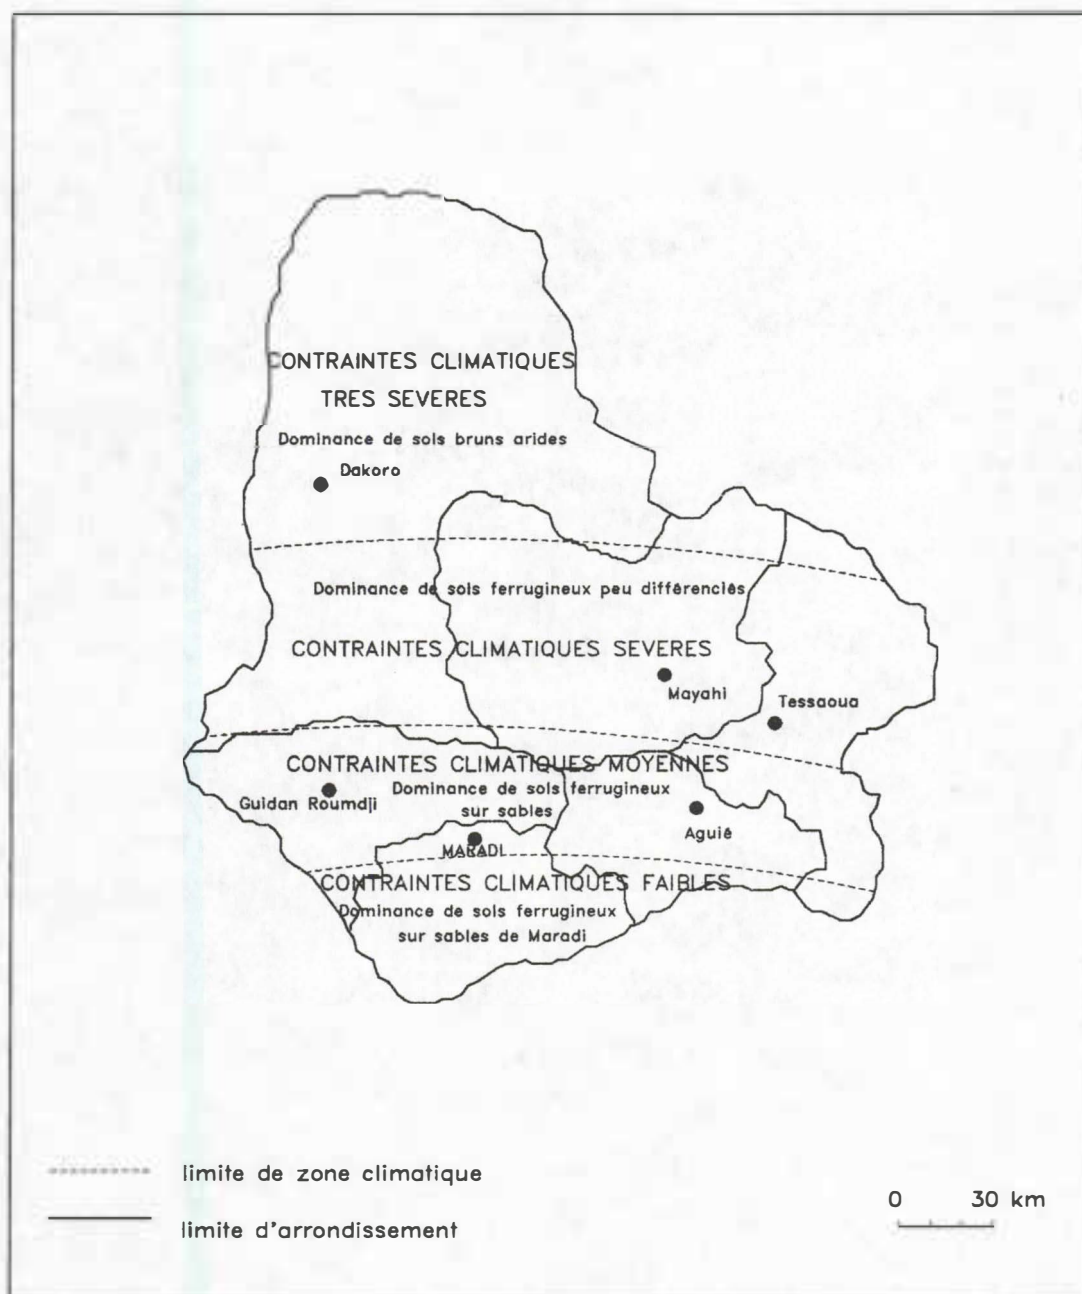 CONTRAINTES CLIMATIQUES
TRES SEVERES
Dominance de sols bruns arides
Dakoro
Dominance de sols ferrugineux peu différenciés
CONTRAINTES CLIMATIQUES SEVERES
Mayahi
Tessaoua
CONTRAINTES CLIMATIQUES MOYENNES
Dominance de sols ferrugineux
sur sables
Guidan Roumdji
Aguié
MARADI
CONTRAINTES CLIMATIQUES FAIBLES
Dominance de sols ferrugineux
sur sables de Maradi
limite de zone climatique
limite d'arrondissement
0 30 km